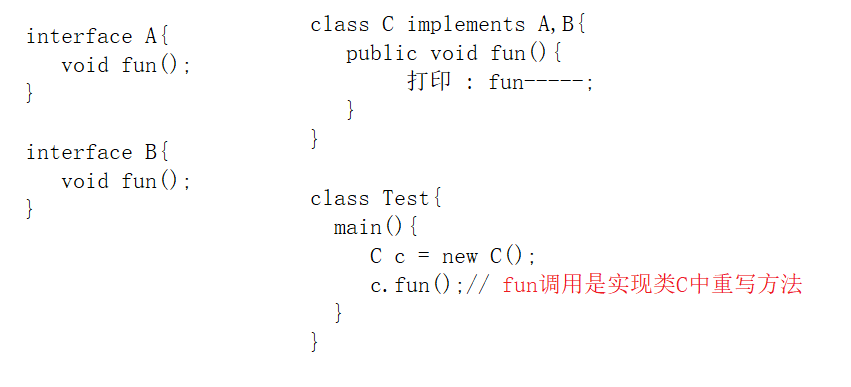 interface A{
void fun();
}
interface B{
void fun();
}
class C implements A,B{
public void fun(){
打印 : fun-----;
}
}
class Test{
main(){
C c = new C();
c.fun();// fun调用是实现类C中重写方法
}
}